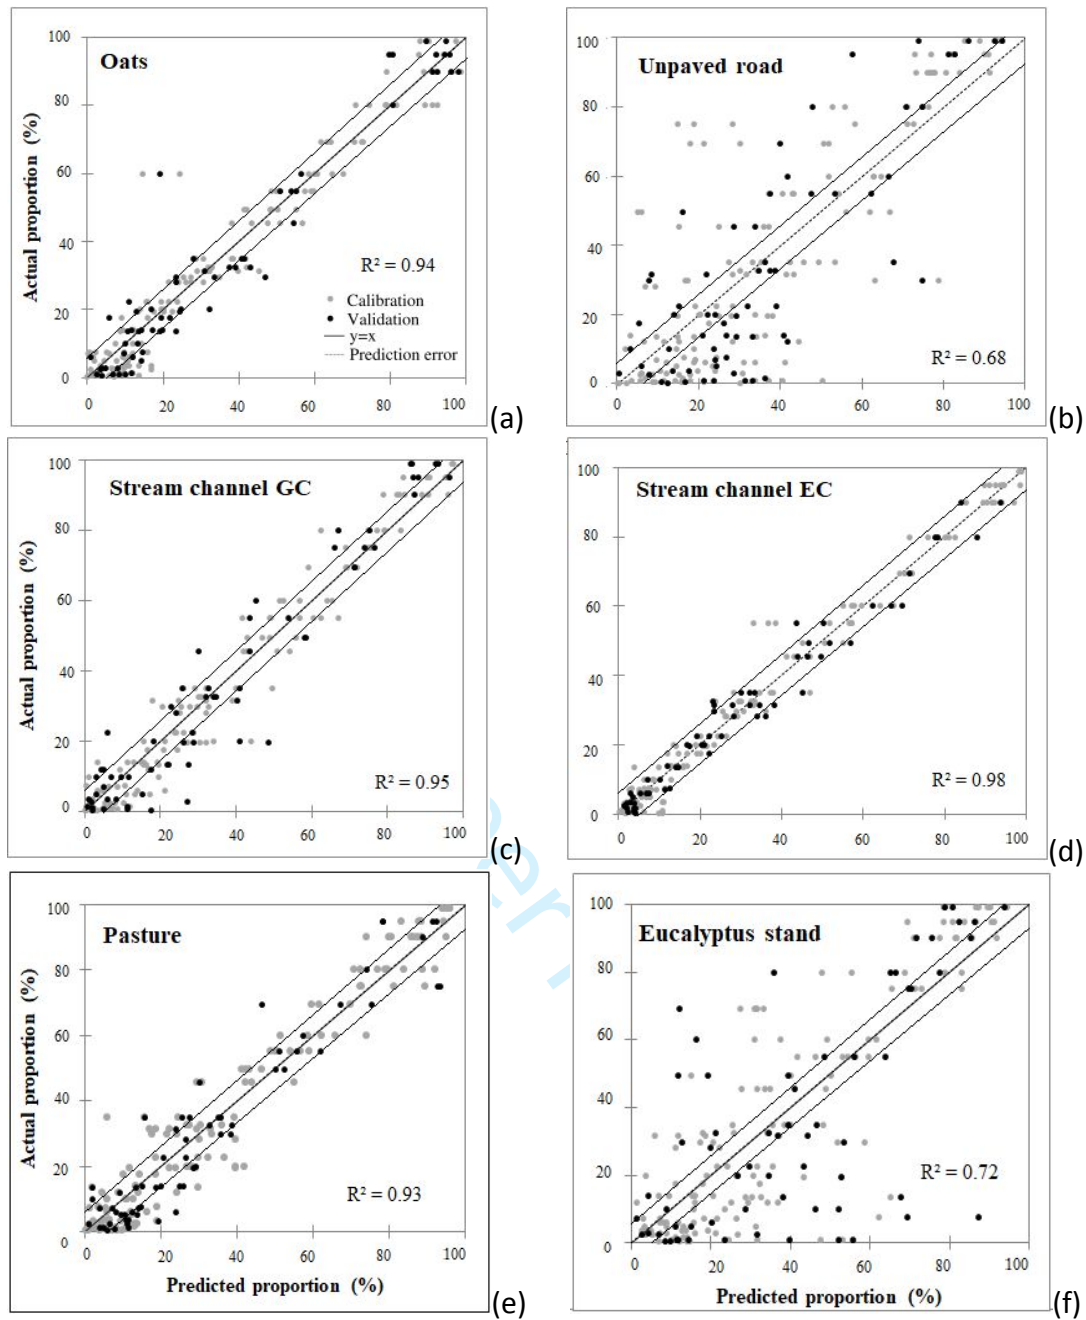 Oats
Actual proportion (%)
100
80
60
40
20
0
0 20 40 60 80 100
R² = 0.94
Calibration
Validation
y=x
Prediction error
(a)
Unpaved road
100
80
60
40
20
0
0 20 40 60 80 100
R² = 0.68
(b)
Stream channel GC
Actual proportion (%)
100
80
60
40
20
0
0 20 40 60 80 100
R² = 0.95
(c)
Stream channel EC
100
80
60
40
20
0
0 20 40 60 80 100
R² = 0.98
(d)
Pasture
Actual proportion (%)
100
80
60
40
20
0
0 20 40 60 80 100
R² = 0.93
Predicted proportion (%)
(e)
Eucalyptus stand
100
80
60
40
20
0
0 20 40 60 80 100
R² = 0.72
Predicted proportion (%)
(f)